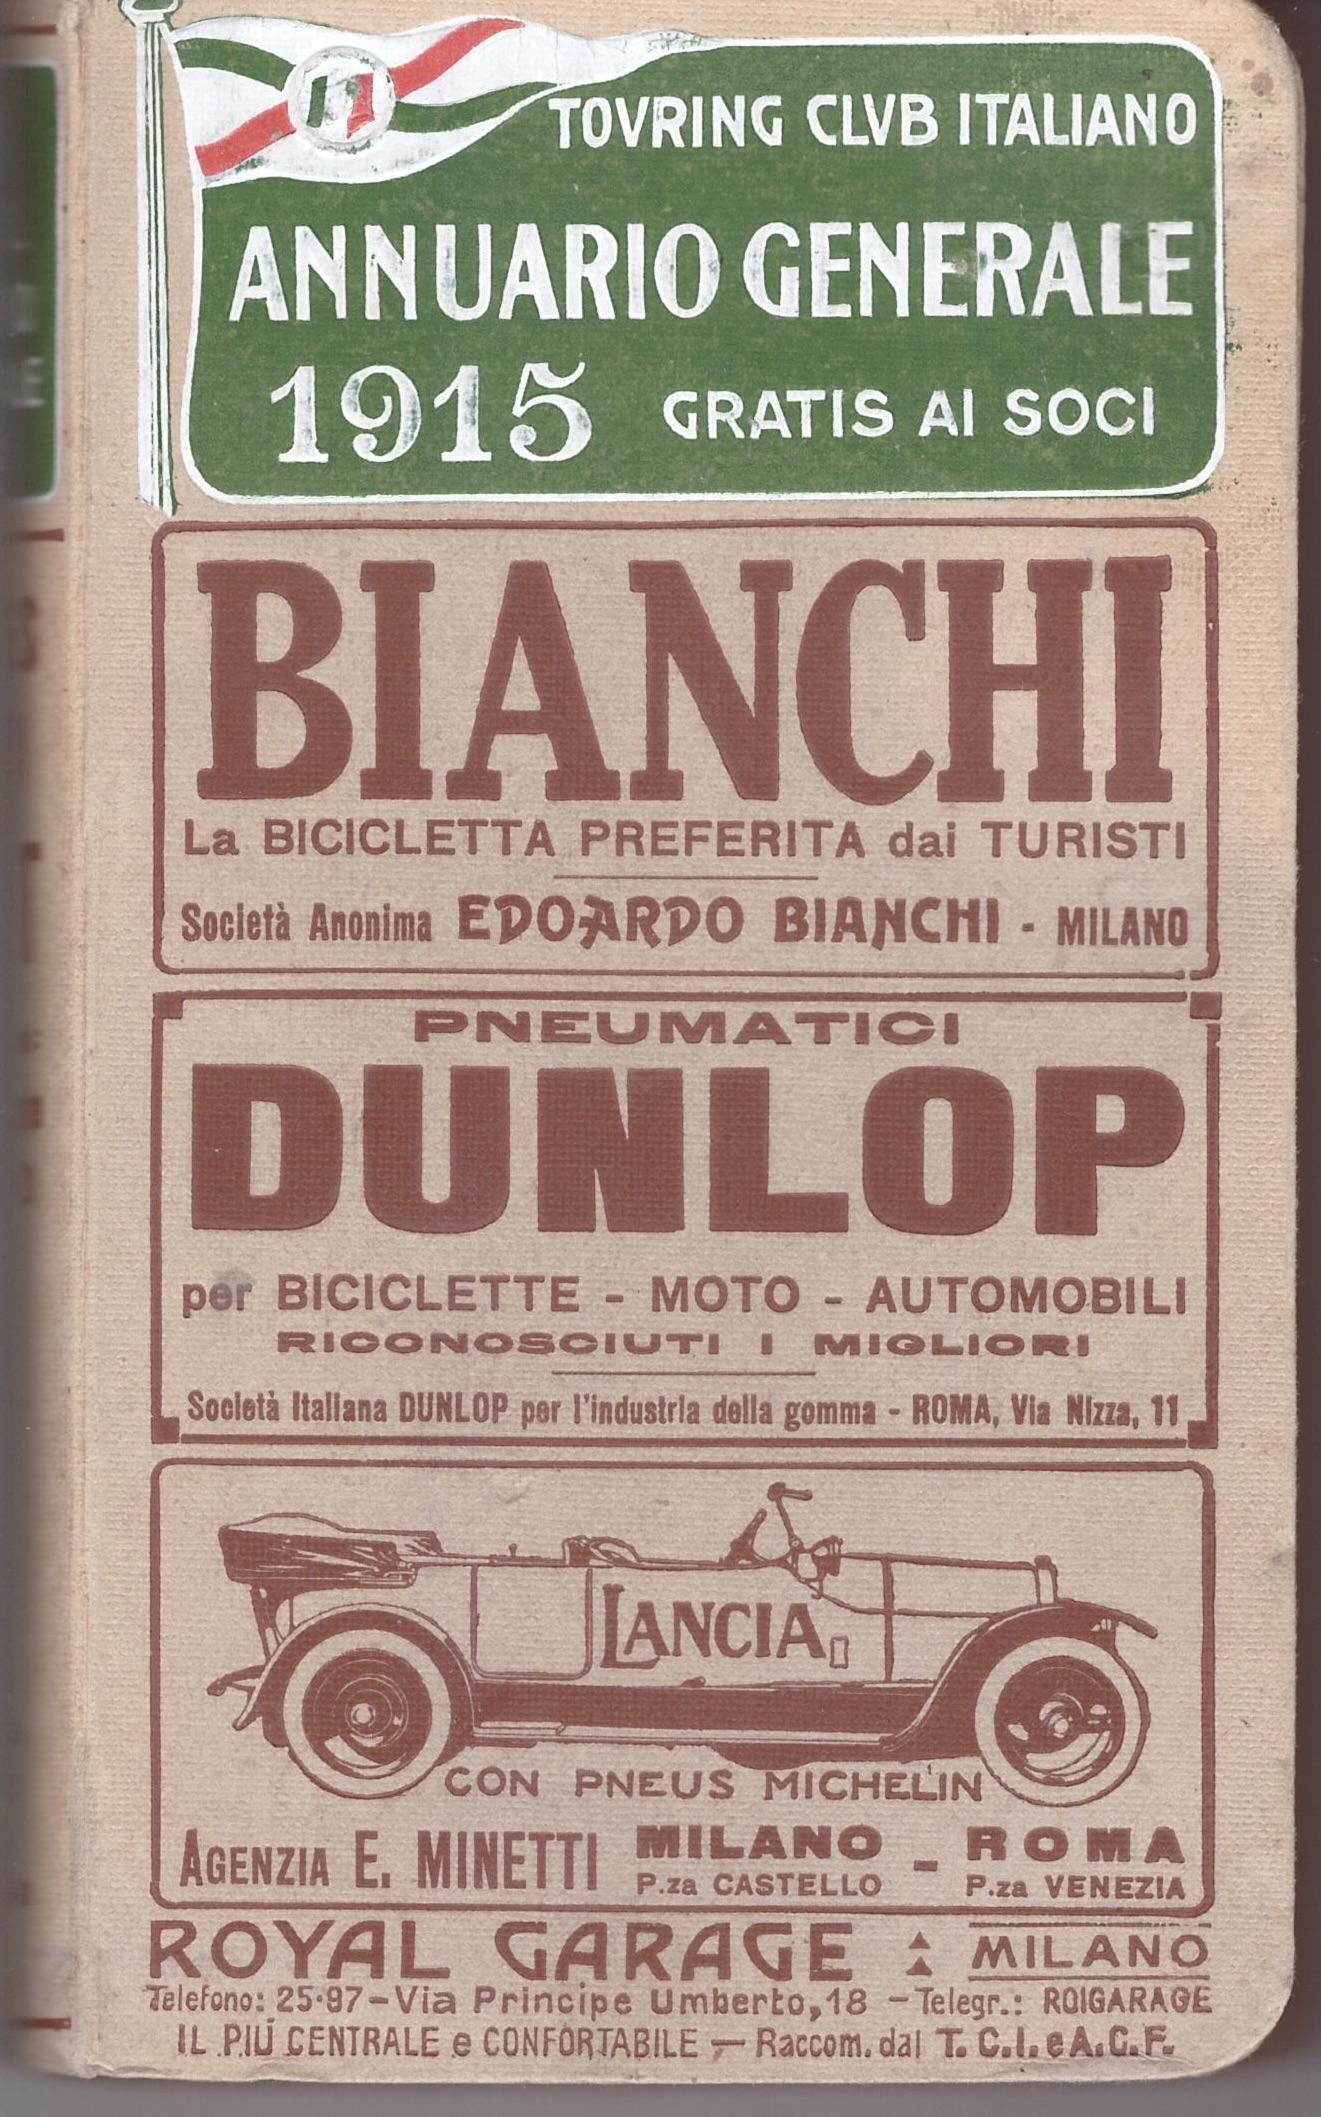 TOVRING CLVB ITALIANO
ANNUARIO GENERALE
1915 GRATIS AI SOCI
BIANCHI
La BICICLETTA PREFERITA dai TURISTI
Società Anonima EDOARDO BIANCHI - MILANO
PNEUMATICI
DUNLOP
per BICICLETTE - MOTO - AUTOMOBILI
RICONOSCIUTI I MIGLIORI
Società Italiana DUNLOP per l'industria della gomma - ROMA, Via Nizza, 11
LANCIA
CON PNEUS MICHELIN
AGENZIA E. MINETTI MILANO P.za CASTELLO - ROMA P.za VENEZIA
ROYAL GARAGE MILANO
Telefono: 25-97 - Via Principe Umberto, 18 - Telegr.: ROIGARAGE
IL PIÙ CENTRALE e CONFORTABILE - Raccom. dal T.C.I. e A.C.F.